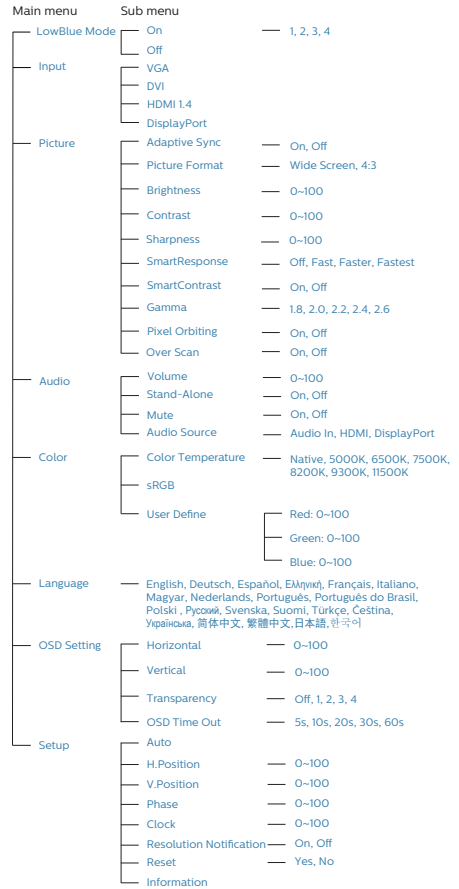 Main menu Sub menu
LowBlue Mode On 1, 2, 3, 4
Off
Input VGA
DVI
HDMI 1.4
DisplayPort
Picture Adaptive Sync On, Off
Picture Format Wide Screen, 4:3
Brightness 0~100
Contrast 0~100
Sharpness 0~100
SmartResponse Off, Fast, Faster, Fastest
SmartContrast On, Off
Gamma 1.8, 2.0, 2.2, 2.4, 2.6
Pixel Orbiting On, Off
Over Scan On, Off
Audio Volume 0~100
Stand-Alone On, Off
Mute On, Off
Audio Source Audio In, HDMI, DisplayPort
Color Color Temperature Native, 5000K, 6500K, 7500K,
8200K, 9300K, 11500K
sRGB
User Define Red: 0~100
Green: 0~100
Blue: 0~100
Language English, Deutsch, Español, Ελληνική, Français, Italiano,
Magyar, Nederlands, Português, Português do Brasil,
Polski , Русский, Svenska, Suomi, Türkçe, Čeština,
Українська, 简体中文, 繁體中文,日本語,한국어
OSD Setting Horizontal 0~100
Vertical 0~100
Transparency Off, 1, 2, 3, 4
OSD Time Out 5s, 10s, 20s, 30s, 60s
Setup Auto
H.Position 0~100
V.Position 0~100
Phase 0~100
Clock 0~100
Resolution Notification On, Off
Reset Yes, No
Information